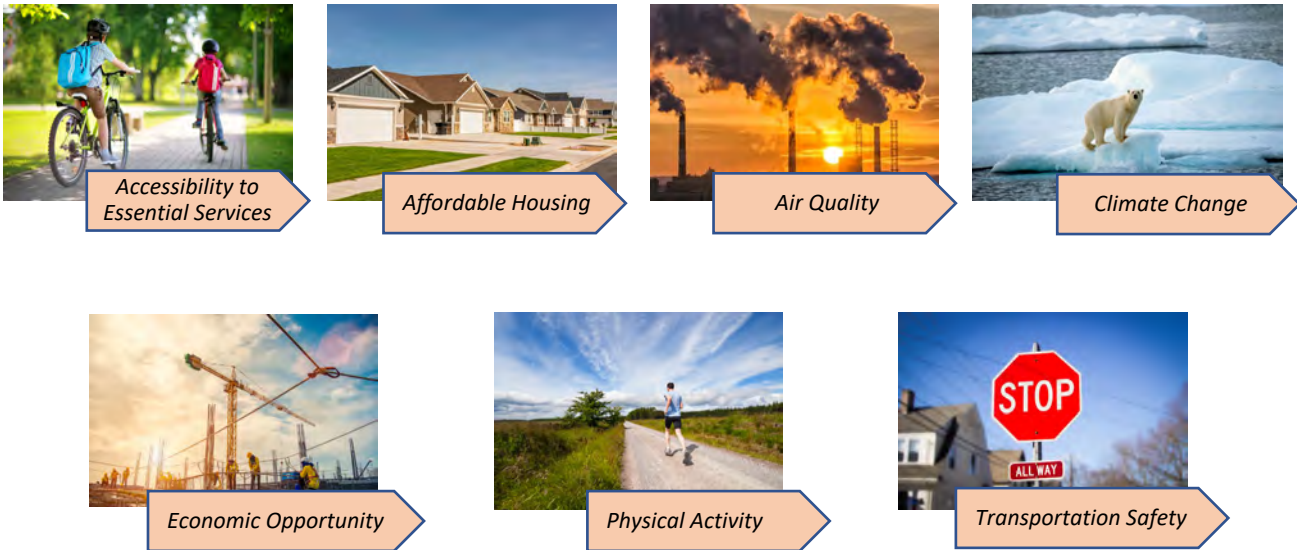 Accessibility to
Essential Services
Affordable Housing
Air Quality
Climate Change
STOP
ALL WAY
Economic Opportunity
Physical Activity
Transportation Safety